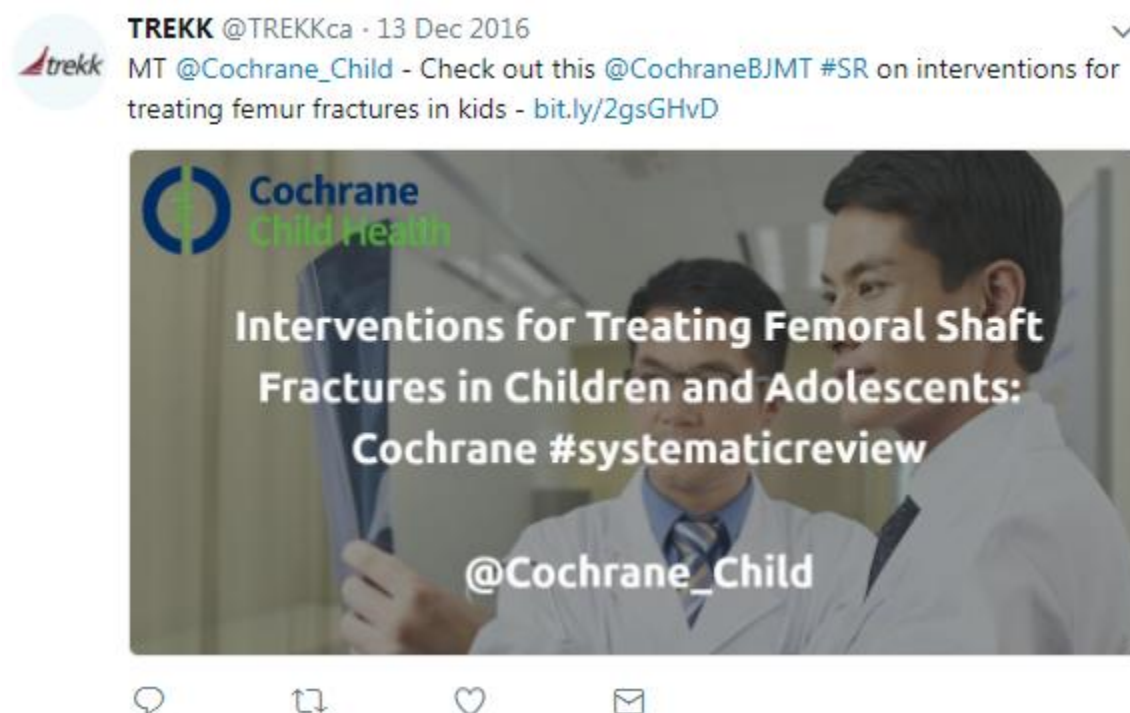 TREKK @TREKKca · 13 Dec 2016
trekk
MT @Cochrane_Child - Check out this @CochraneBJMT #SR on interventions for
treating femur fractures in kids - bit.ly/2gsGHvD
Cochrane
Child Health
Interventions for Treating Femoral Shaft
Fractures in Children and Adolescents:
Cochrane #systematicreview
@Cochrane_Child